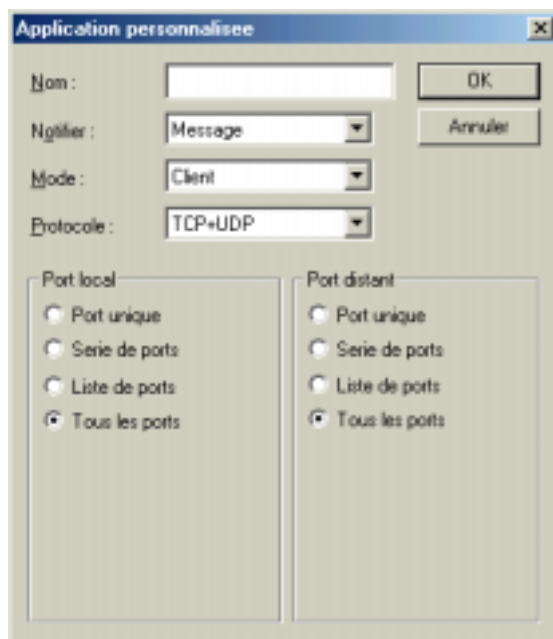 Application personnalisee
Nom :
OK
Notifier :
Message
Annuler
Mode :
Client
Protocole :
TCP+UDP
Port local
Port unique
Serie de ports
Liste de ports
Tous les ports
Port distant
Port unique
Serie de ports
Liste de ports
Tous les ports